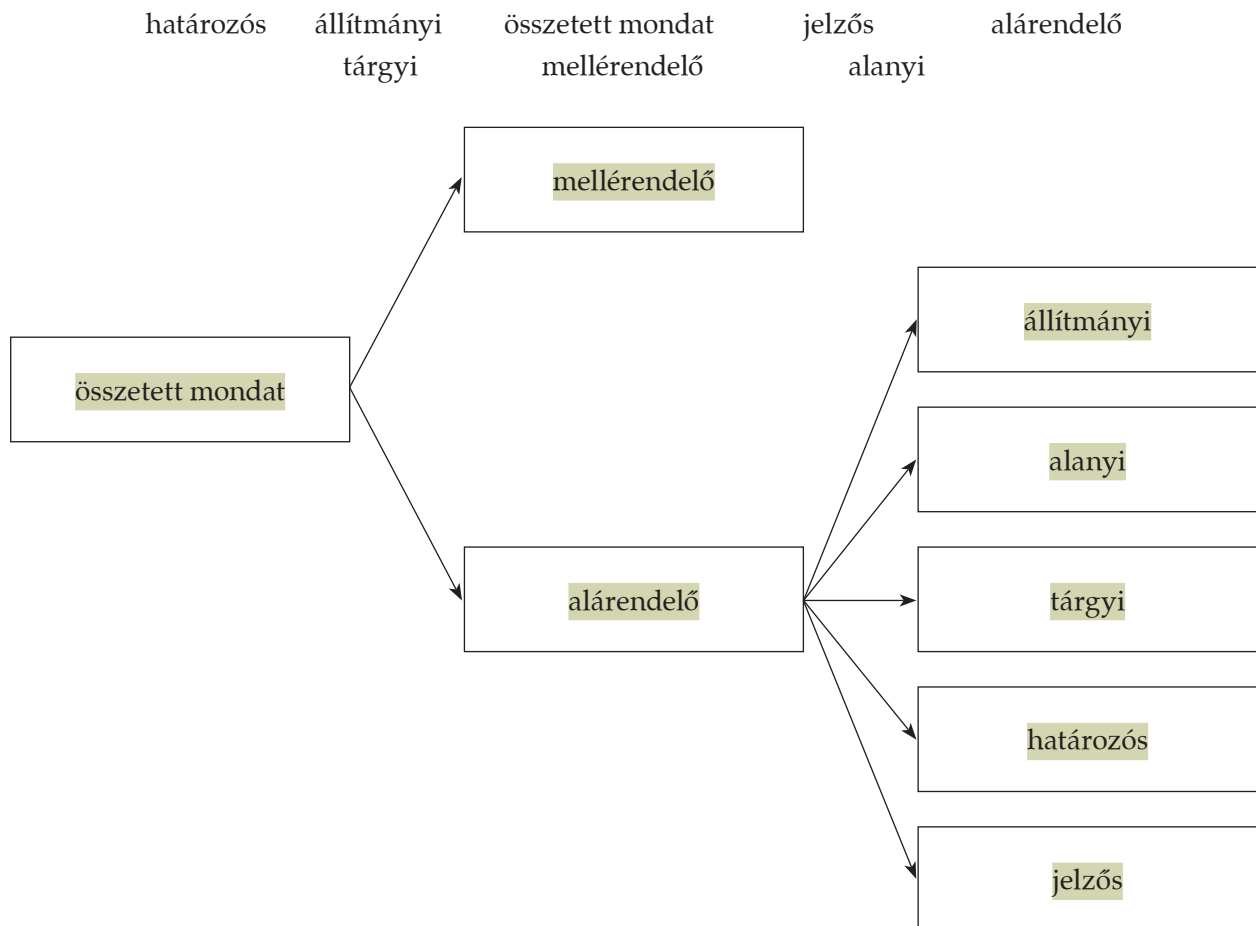 határozós állítmányi összetett mondat jelzős alárendelő
tárgyi mellérendelő alanyi
mellérendelő
állítmányi
összetett mondat
alanyi
alárendelő
tárgyi
határozós
jelzős